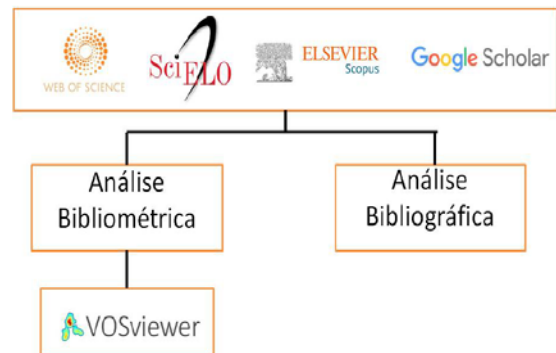 WEB OF SCIENCE
SciELO
ELSEVIER
Scopus
Google Scholar
Análise
Bibliométrica
Análise
Bibliográfica
VOSviewer